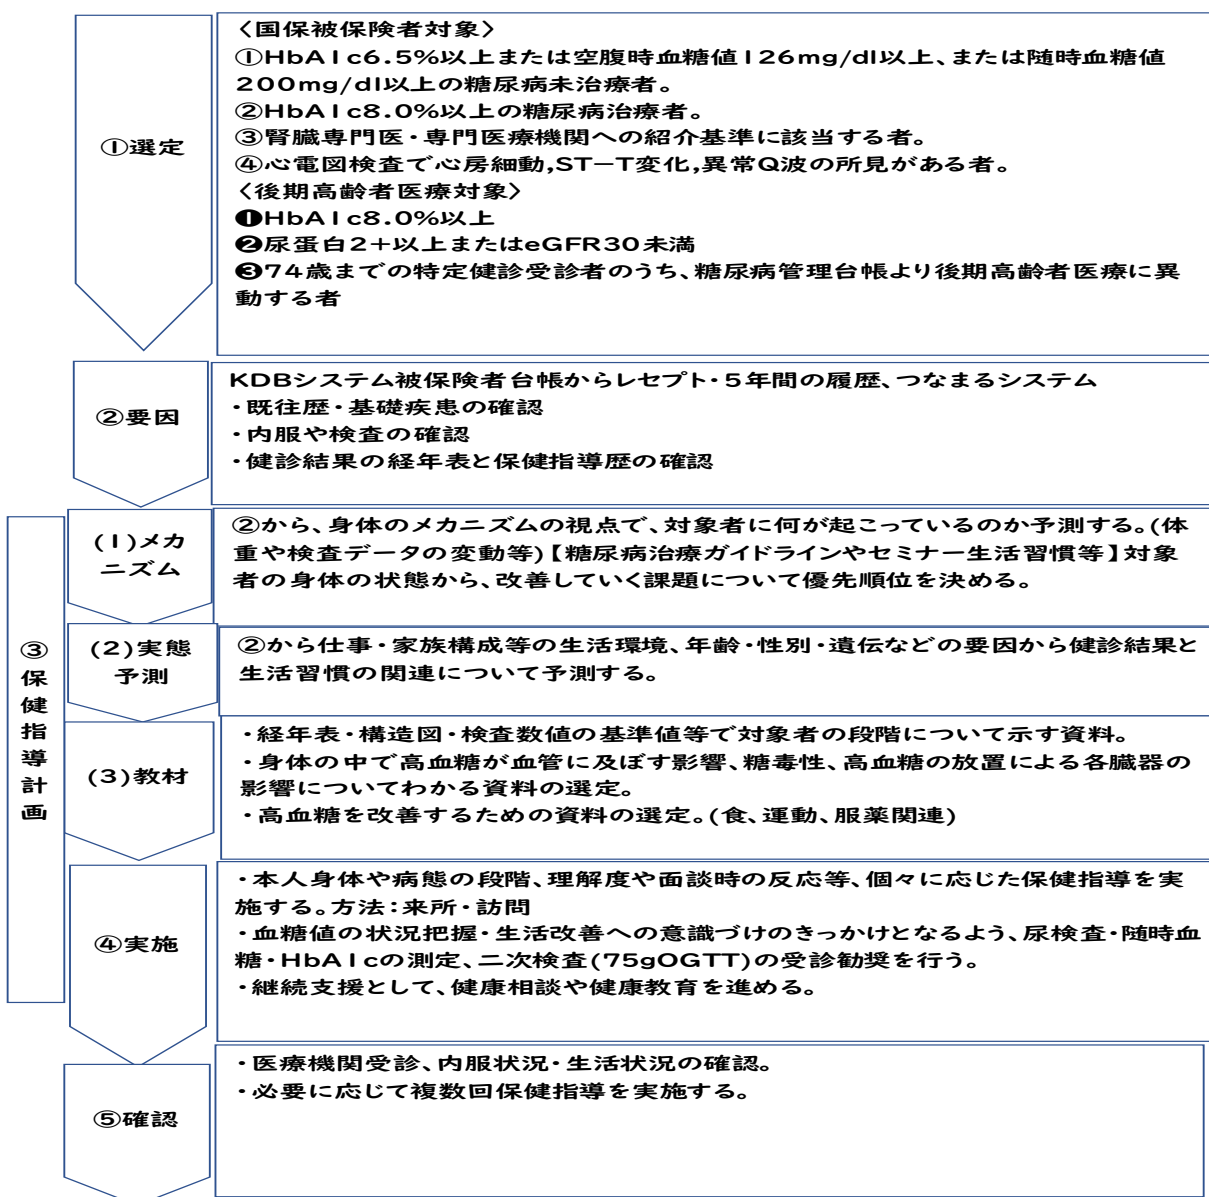 ①選定
〈国保被保険者対象〉
①HbA1c6.5%以上または空腹時血糖値126mg/dl以上、または随時血糖値
200mg/dl以上の糖尿病未治療者。
②HbA1c8.0%以上の糖尿病治療者。
③腎臓専門医・専門医療機関への紹介基準に該当する者。
④心電図検査で心房細動,ST－T変化,異常Q波の所見がある者。
〈後期高齢者医療対象〉
❶HbA1c8.0%以上
❷尿蛋白2＋以上またはeGFR30未満
❸74歳までの特定健診受診者のうち、糖尿病管理台帳より後期高齢者医療に異
動する者
②要因
KDBシステム被保険者台帳からレセプト・5年間の履歴、つなまるシステム
・既往歴・基礎疾患の確認
・内服や検査の確認
・健診結果の経年表と保健指導歴の確認
③保健指導計画
(1)メカ
ニズム
②から、身体のメカニズムの視点で、対象者に何が起こっているのか予測する。(体
重や検査データの変動等)【糖尿病治療ガイドラインやセミナー生活習慣等】対象
者の身体の状態から、改善していく課題について優先順位を決める。
(2)実態
予測
②から仕事・家族構成等の生活環境、年齢・性別・遺伝などの要因から健診結果と
生活習慣の関連について予測する。
(3)教材
・経年表・構造図・検査数値の基準値等で対象者の段階について示す資料。
・身体の中で高血糖が血管に及ぼす影響、糖毒性、高血糖の放置による各臓器の
影響についてわかる資料の選定。
・高血糖を改善するための資料の選定。(食、運動、服薬関連)
④実施
・本人身体や病態の段階、理解度や面談時の反応等、個々に応じた保健指導を実
施する。方法：来所・訪問
・血糖値の状況把握・生活改善への意識づけのきっかけとなるよう、尿検査・随時血
糖・HbA1cの測定、二次検査(75gOGTT)の受診勧奨を行う。
・継続支援として、健康相談や健康教育を進める。
⑤確認
・医療機関受診、内服状況・生活状況の確認。
・必要に応じて複数回保健指導を実施する。